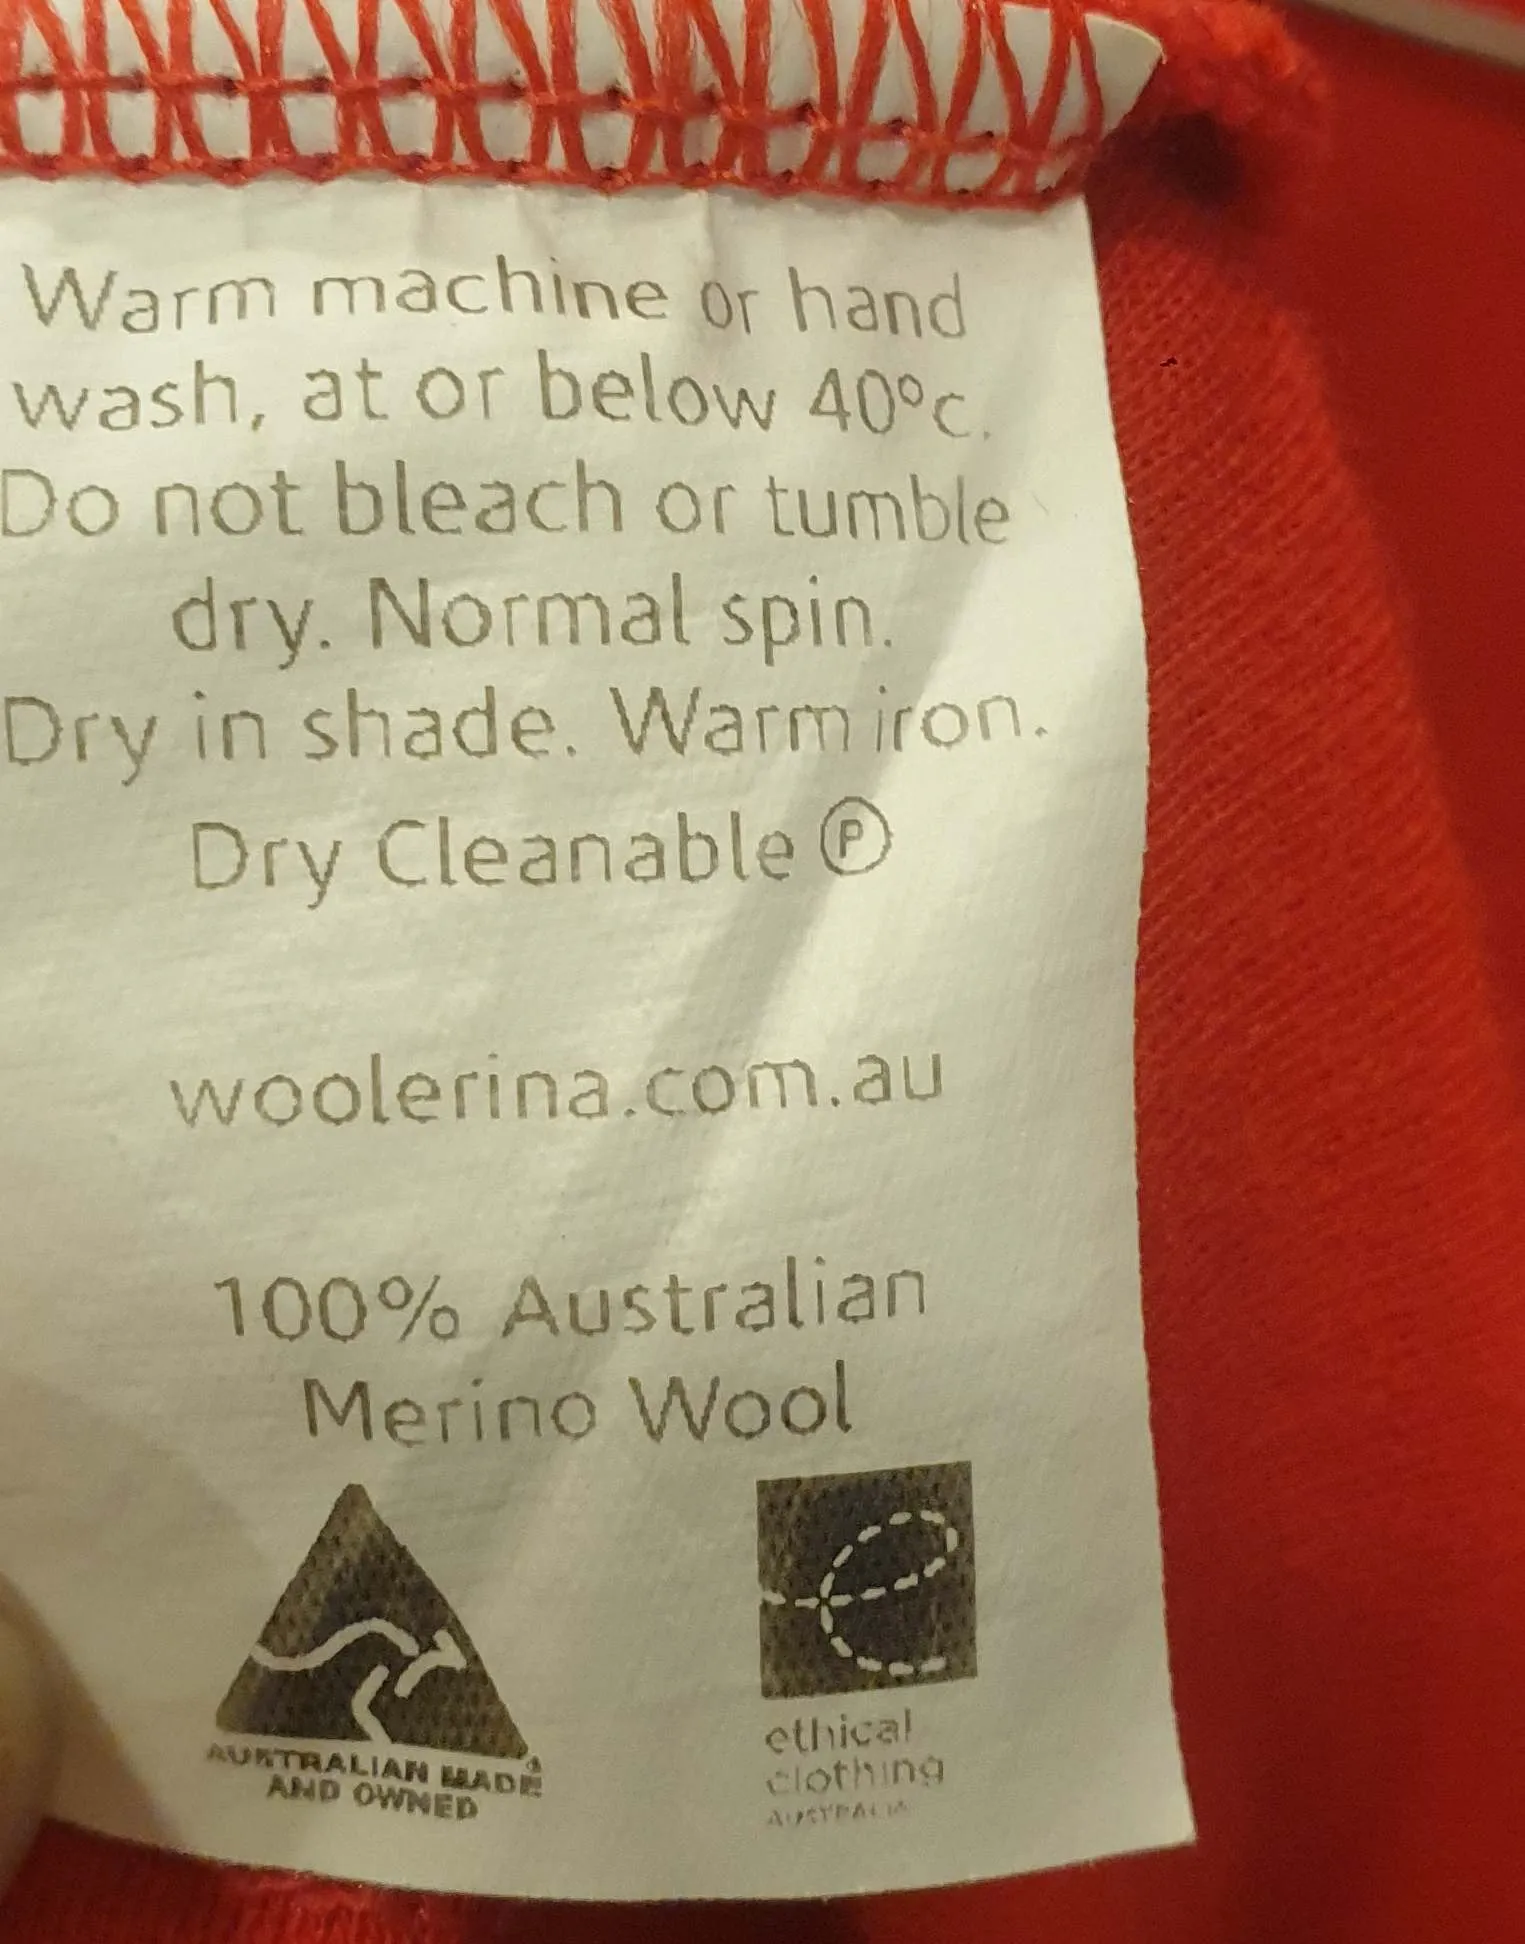 Warm machine or hand
wash, at or below 40°c.
Do not bleach or tumble
dry. Normal spin.
Dry in shade. Warm iron.
Dry Cleanable Ⓟ
woolerina.com.au
100% Australian
Merino Wool
AUSTRALIAN MADE
AND OWNED
ethical
clothing
AUSTRALIA